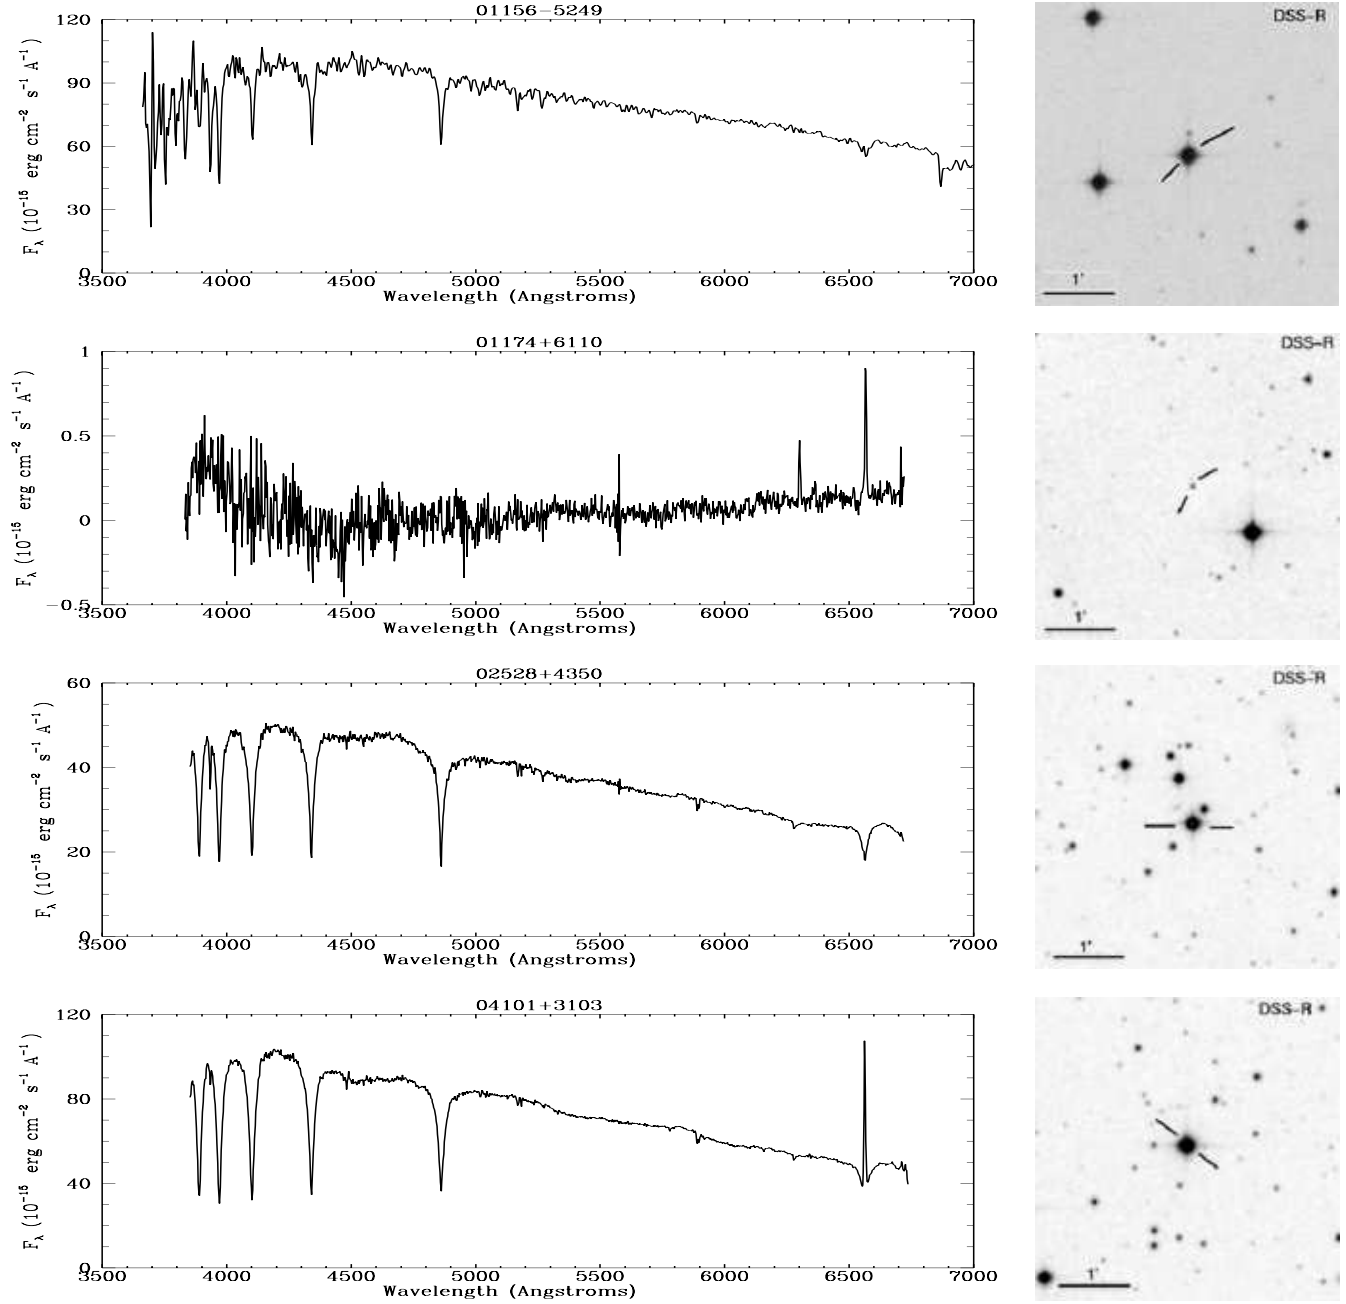 01156−5249
DSS−R
120
90
60
30
0
F_λ (10^−15 erg cm^−2 s^−1 A^−1)
3500 4000 4500 5000 5500 6000 6500 7000
Wavelength (Angstroms)
1'
01174+6110
DSS−R
1
0.5
0
−0.5
F_λ (10^−15 erg cm^−2 s^−1 A^−1)
3500 4000 4500 5000 5500 6000 6500 7000
Wavelength (Angstroms)
1'
02528+4350
DSS−R
60
40
20
0
F_λ (10^−15 erg cm^−2 s^−1 A^−1)
3500 4000 4500 5000 5500 6000 6500 7000
Wavelength (Angstroms)
1'
04101+3103
DSS−R
120
80
40
0
F_λ (10^−15 erg cm^−2 s^−1 A^−1)
3500 4000 4500 5000 5500 6000 6500 7000
Wavelength (Angstroms)
1'